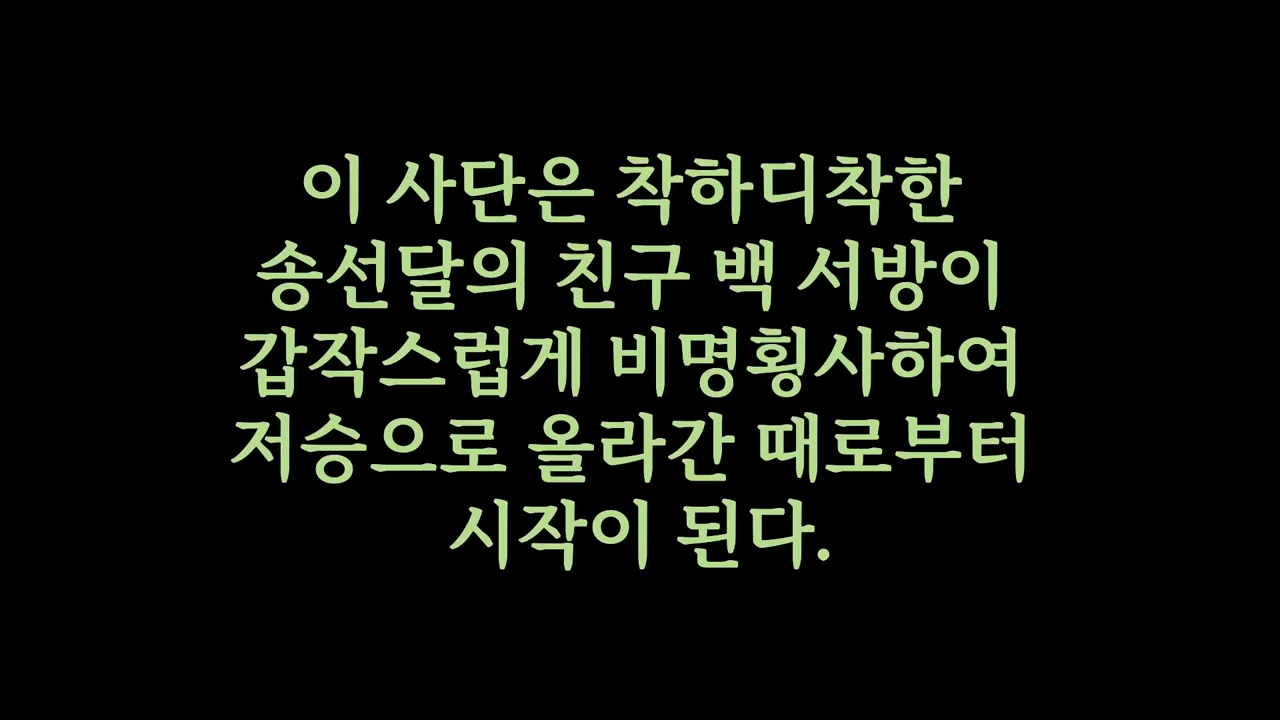 이 사단은 착하디착한
송선달의 친구 백 서방이
갑작스럽게 비명횡사하여
저승으로 올라간 때로부터
시작이 된다.